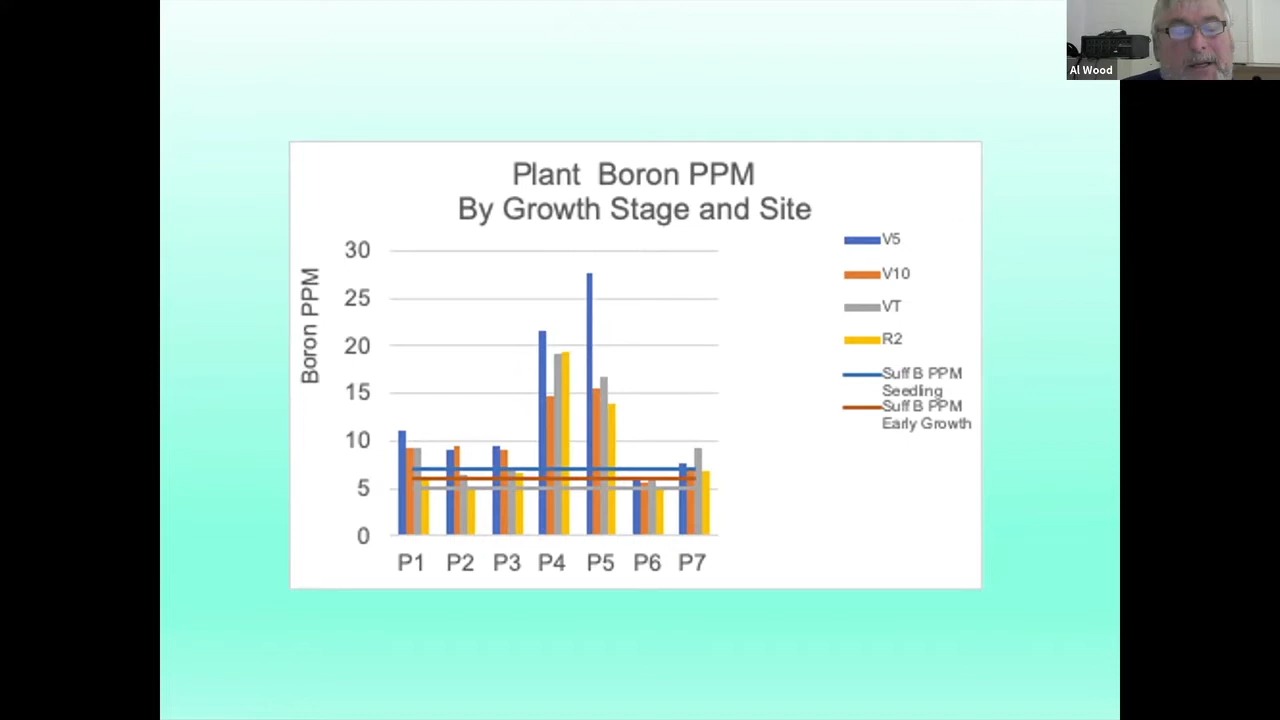 Al Wood
Plant Boron PPM
By Growth Stage and Site
Boron PPM
30
25
20
15
10
5
0
P1 P2 P3 P4 P5 P6 P7
V5
V10
VT
R2
Suff B PPM
Seedling
Suff B PPM
Early Growth